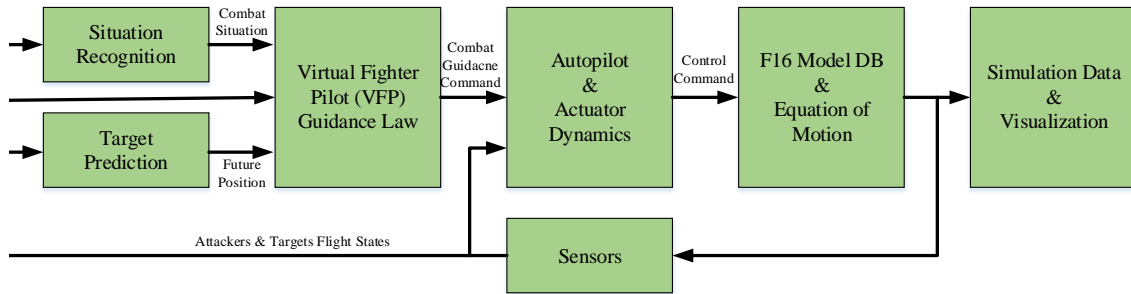 Situation
Recognition
Combat
Situation
Virtual Fighter
Pilot (VFP)
Guidance Law
Target
Prediction
Future
Position
Combat
Guidacne
Command
Autopilot
&
Actuator
Dynamics
Control
Command
F16 Model DB
&
Equation of
Motion
Simulation Data
&
Visualization
Attackers & Targets Flight States
Sensors